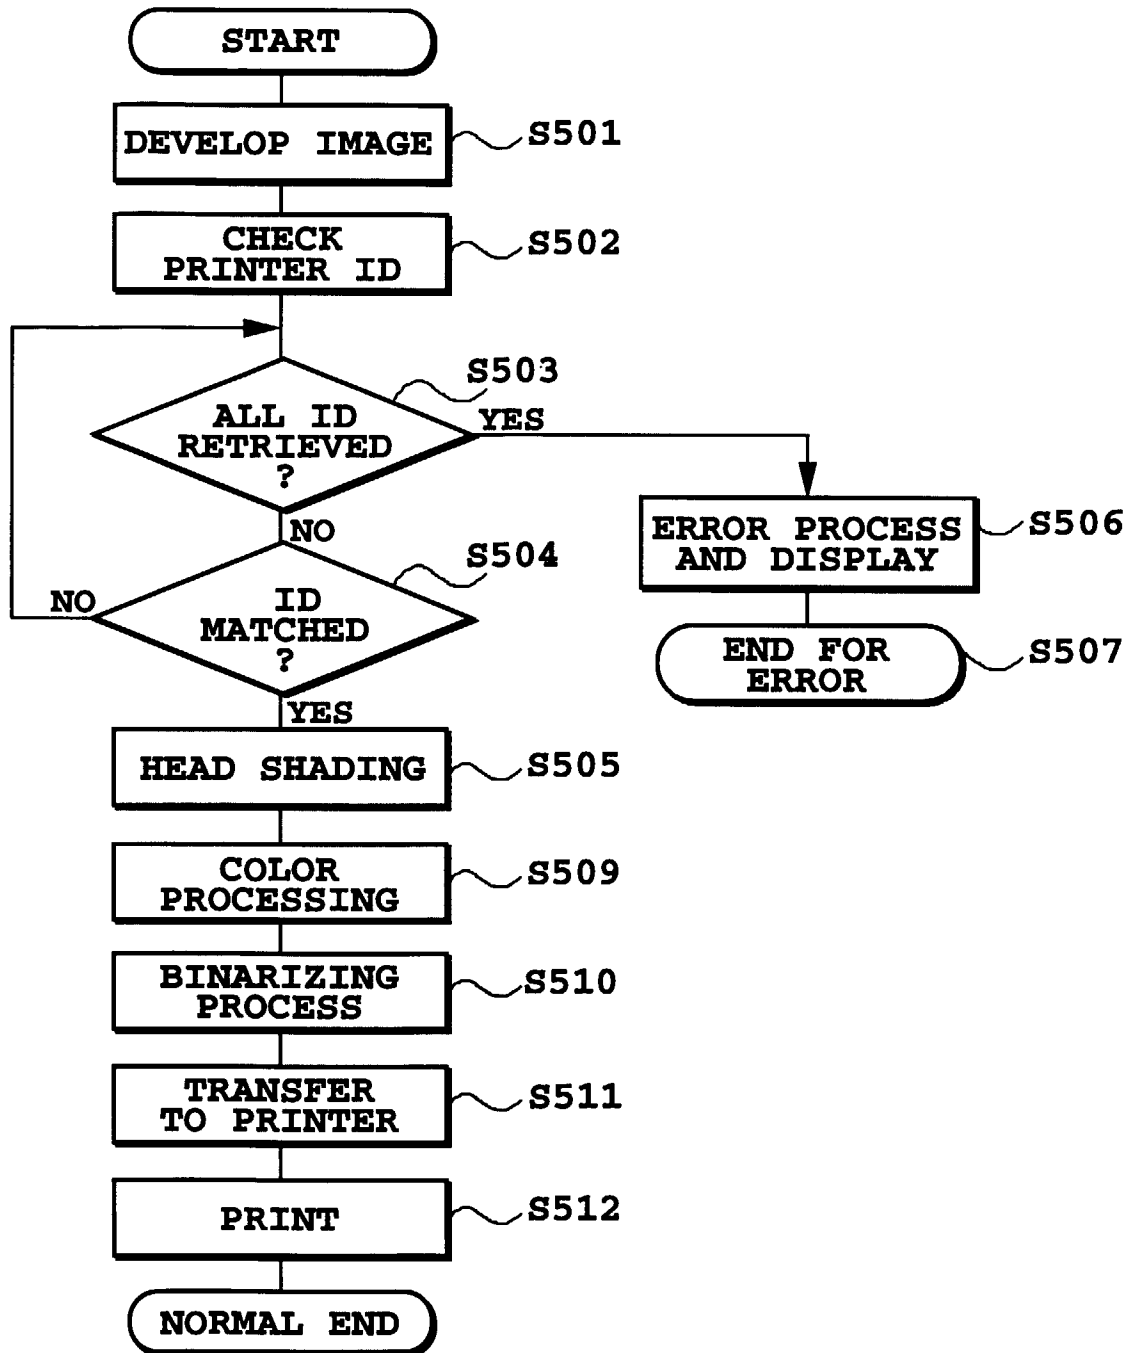 START
DEVELOP IMAGE
S501
CHECK
PRINTER ID
S502
S503
ALL ID
RETRIEVED
?
YES
NO
ERROR PROCESS
AND DISPLAY
S506
S504
NO
ID
MATCHED
?
END FOR
ERROR
S507
YES
HEAD SHADING
S505
COLOR
PROCESSING
S509
BINARIZING
PROCESS
S510
TRANSFER
TO PRINTER
S511
PRINT
S512
NORMAL END